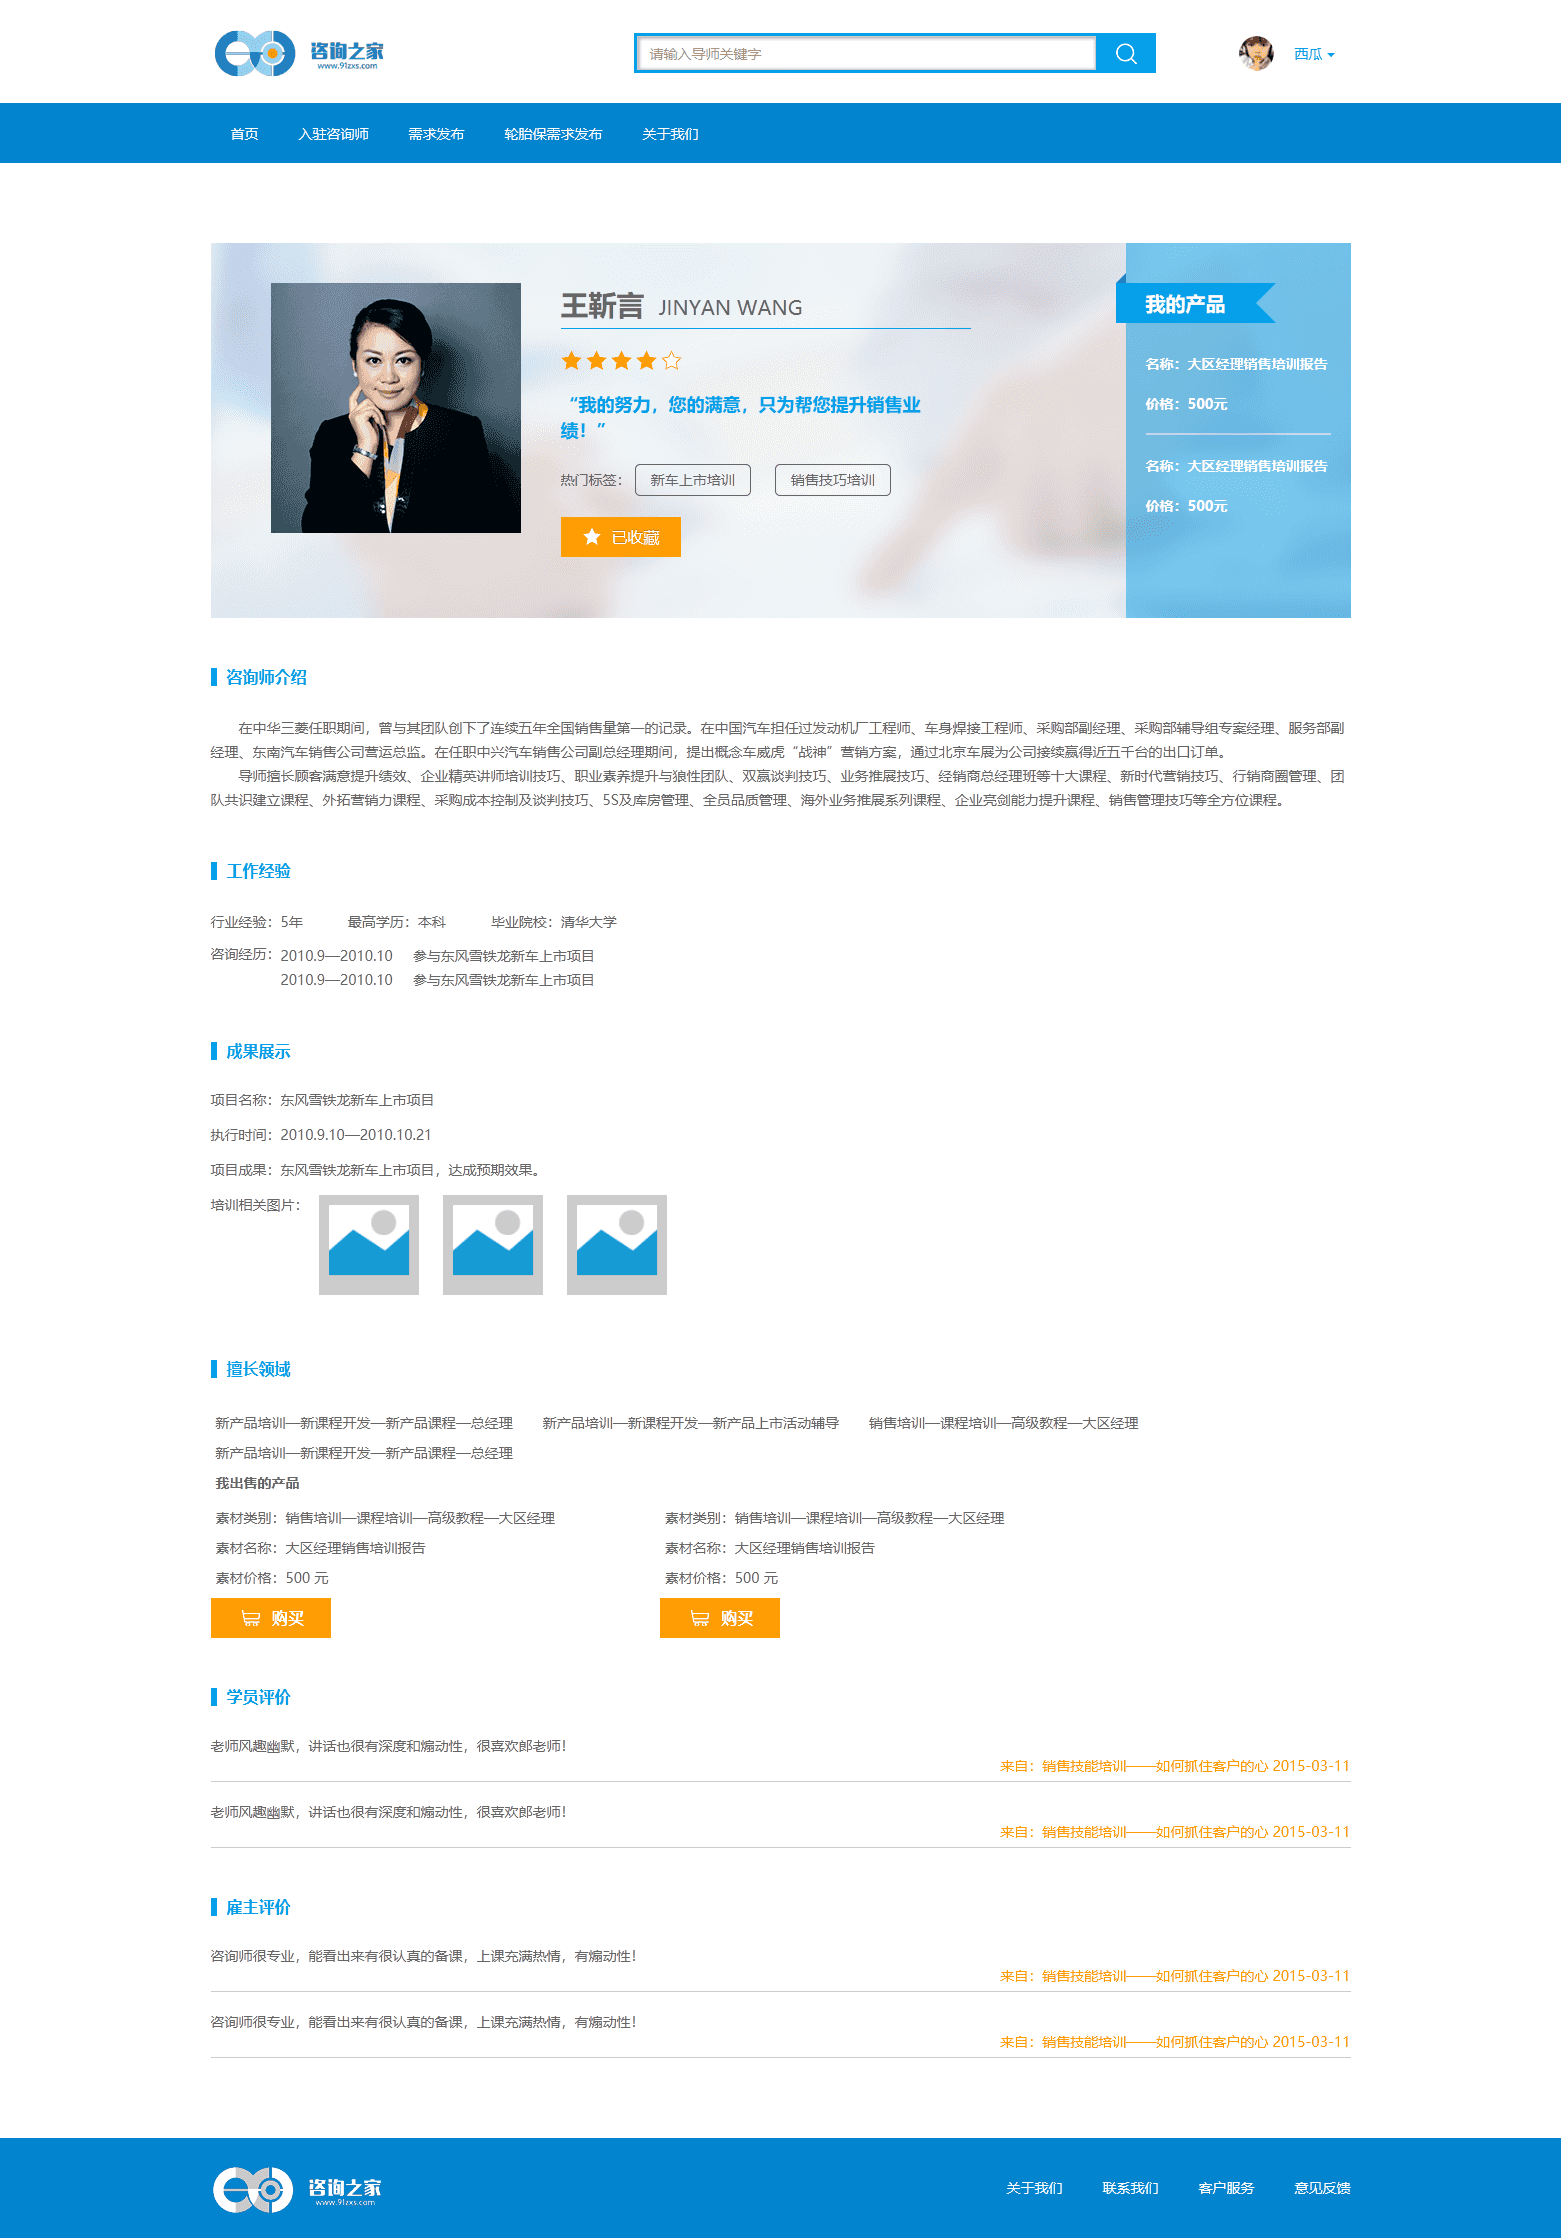 咨询之家
www.91zxs.com
请输入导师关键字
西瓜
首页 入驻咨询师 需求发布 轮胎保需求发布 关于我们
王靳言 JINYAN WANG
“我的努力，您的满意，只为帮您提升销售业
绩！”
热门标签： 新车上市培训 销售技巧培训
已收藏
我的产品
名称：大区经理销售培训报告
价格：500元
名称：大区经理销售培训报告
价格：500元
咨询师介绍
在中华三菱任职期间，曾与其团队创下了连续五年全国销售量第一的记录。在中国汽车担任过发动机厂工程师、车身焊接工程师、采购部副经理、采购部辅导组专案经理、服务部副
经理、东南汽车销售公司营运总监。在任职中兴汽车销售公司副总经理期间，提出概念车威虎“战神”营销方案，通过北京车展为公司接续赢得近五千台的出口订单。
导师擅长顾客满意提升绩效、企业精英讲师培训技巧、职业素养提升与狼性团队、双赢谈判技巧、业务推展技巧、经销商总经理班等十大课程、新时代营销技巧、行销商圈管理、团
队共识建立课程、外拓营销力课程、采购成本控制及谈判技巧、5S及库房管理、全员品质管理、海外业务推展系列课程、企业亮剑能力提升课程、销售管理技巧等全方位课程。
工作经验
行业经验：5年 最高学历：本科 毕业院校：清华大学
咨询经历：2010.9—2010.10 参与东风雪铁龙新车上市项目
2010.9—2010.10 参与东风雪铁龙新车上市项目
成果展示
项目名称：东风雪铁龙新车上市项目
执行时间：2010.9.10—2010.10.21
项目成果：东风雪铁龙新车上市项目，达成预期效果。
培训相关图片：
擅长领域
新产品培训—新课程开发—新产品课程—总经理 新产品培训—新课程开发—新产品上市活动辅导 销售培训—课程培训—高级教程—大区经理
新产品培训—新课程开发—新产品课程—总经理
我出售的产品
素材类别：销售培训—课程培训—高级教程—大区经理 素材类别：销售培训—课程培训—高级教程—大区经理
素材名称：大区经理销售培训报告 素材名称：大区经理销售培训报告
素材价格：500 元 素材价格：500 元
购买 购买
学员评价
老师风趣幽默，讲话也很有深度和煽动性，很喜欢郎老师！
来自：销售技能培训——如何抓住客户的心 2015-03-11
老师风趣幽默，讲话也很有深度和煽动性，很喜欢郎老师！
来自：销售技能培训——如何抓住客户的心 2015-03-11
雇主评价
咨询师很专业，能看出来有很认真的备课，上课充满热情，有煽动性！
来自：销售技能培训——如何抓住客户的心 2015-03-11
咨询师很专业，能看出来有很认真的备课，上课充满热情，有煽动性！
来自：销售技能培训——如何抓住客户的心 2015-03-11
咨询之家
www.91zxs.com
关于我们 联系我们 客户服务 意见反馈